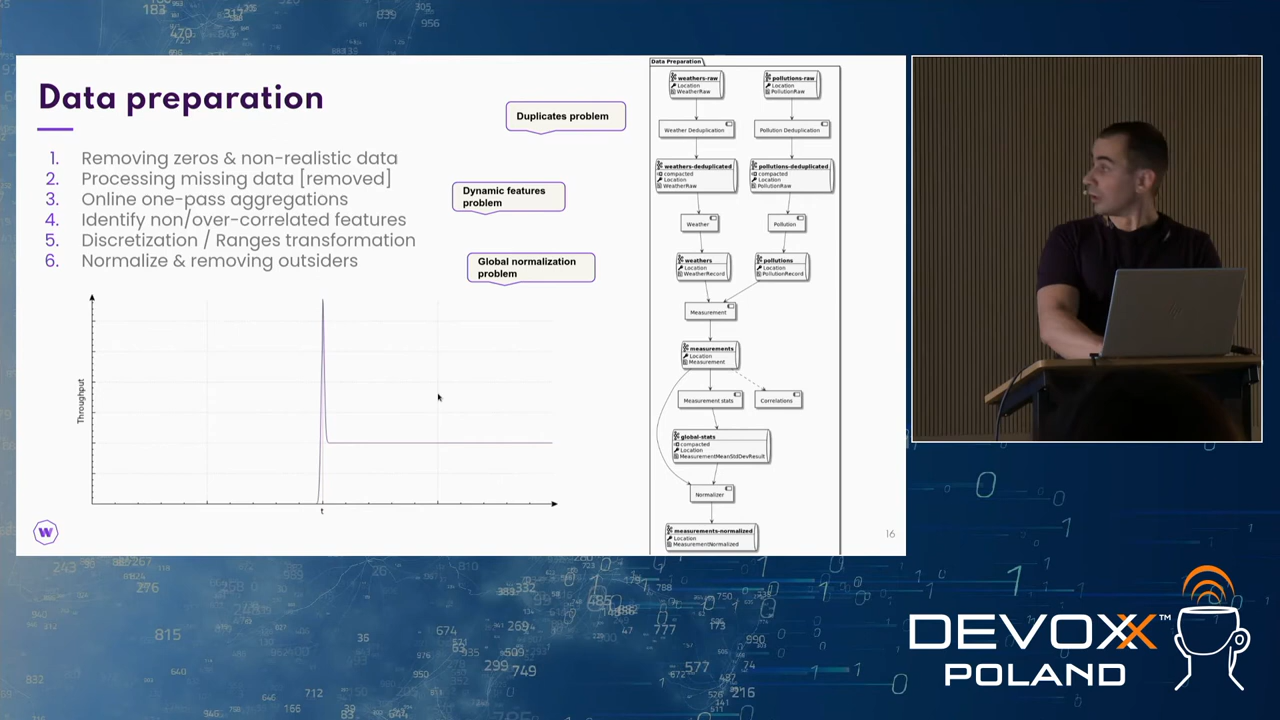 Data preparation
1. Removing zeros & non-realistic data
2. Processing missing data [removed]
3. Online one-pass aggregations
4. Identify non/over-correlated features
5. Discretization / Ranges transformation
6. Normalize & removing outsiders
Duplicates problem
Dynamic features
problem
Global normalization
problem
Throughput
t
W
Data Preparation
weathers-raw
Location
WeatherRaw
pollutions-raw
Location
PollutionRaw
Weather Deduplication
Pollution Deduplication
weathers-deduplicated
compacted
Location
WeatherRaw
pollutions-deduplicated
compacted
Location
PollutionRaw
Weather
Pollution
weathers
Location
WeatherRecord
pollutions
Location
PollutionRecord
Measurement
measurements
Location
Measurement
Measurement stats
Correlations
global-stats
compacted
Location
MeasurementMeanStdDevResult
Normalizer
measurements-normalized
Location
MeasurementNormalized
16
DEVOXX™
POLAND